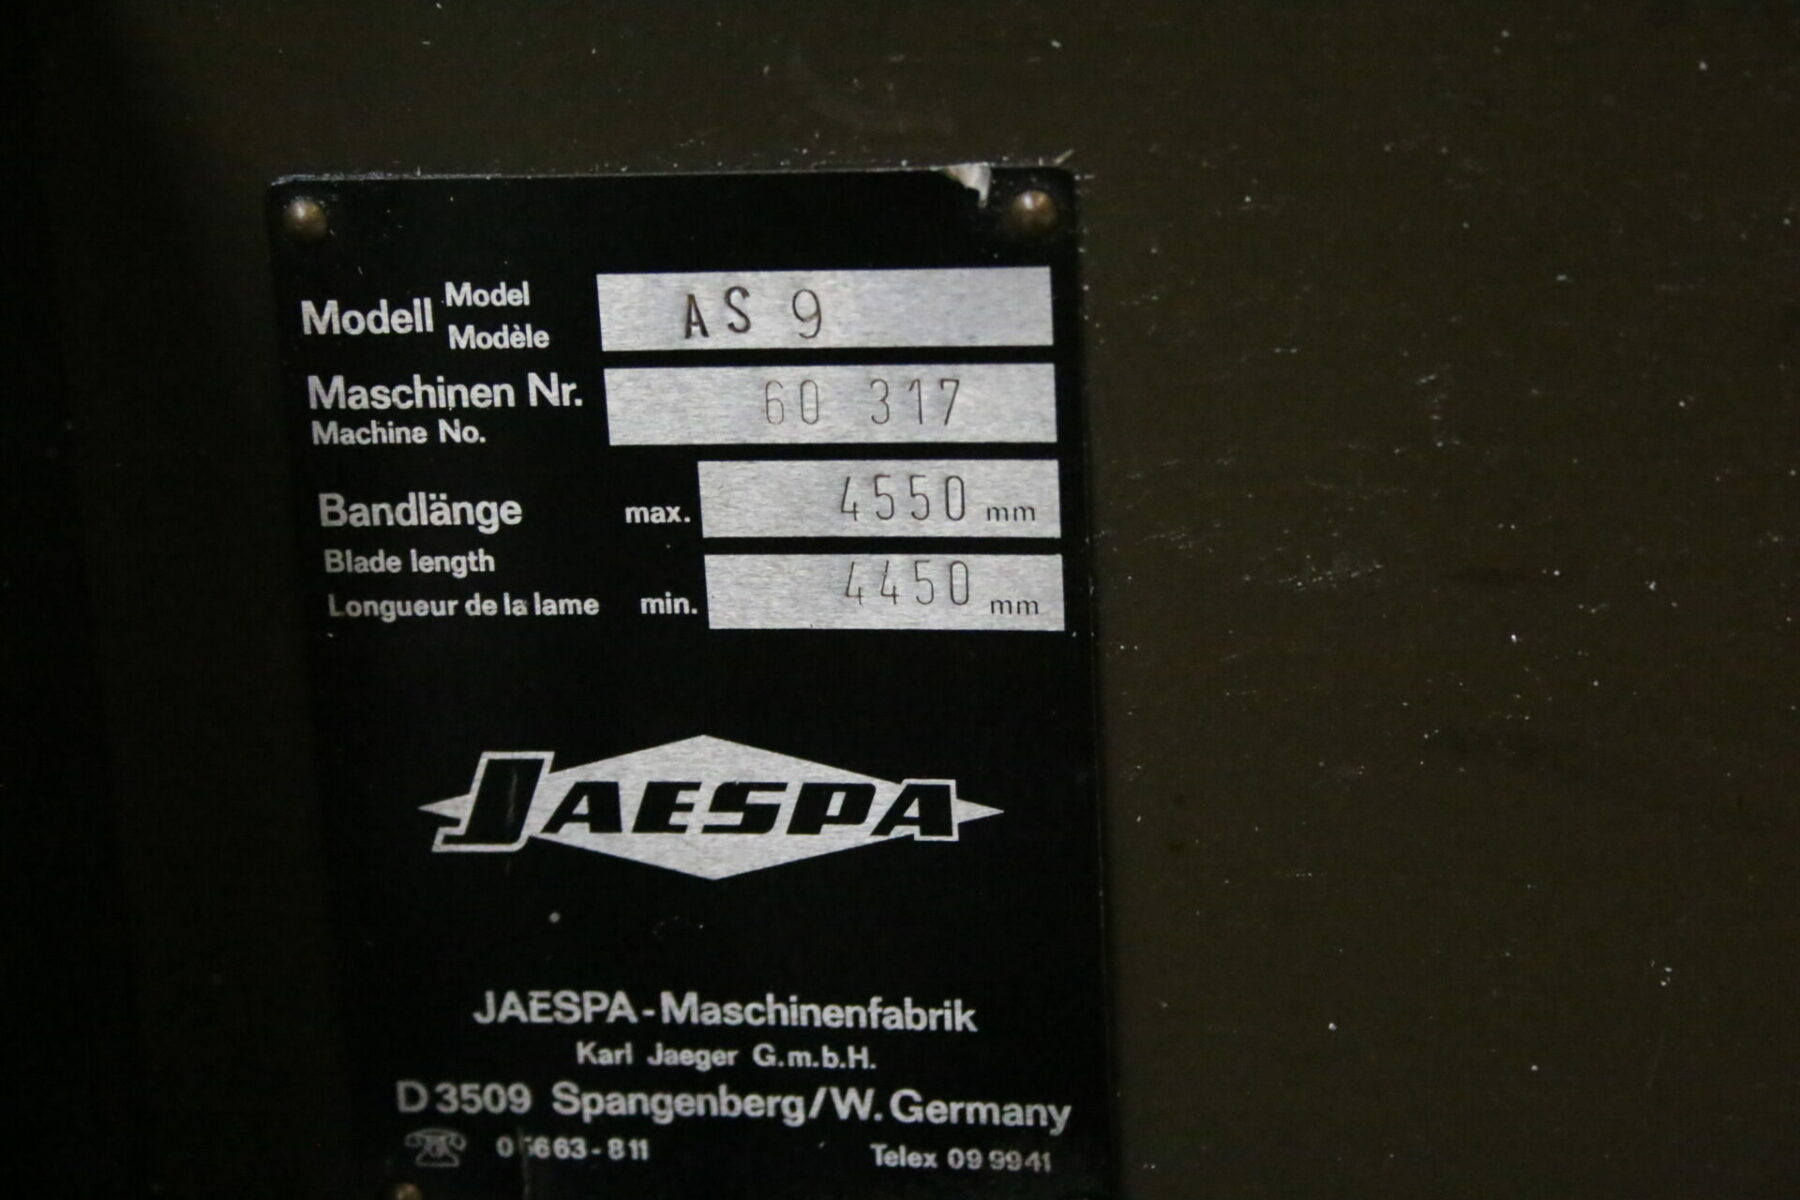 Modell Model Modèle AS 9
Maschinen Nr. 60 317
Machine No.
Bandlänge max. 4550 mm
Blade length
Longueur de la lame min. 4450 mm
JAESPA
JAESPA-Maschinenfabrik
Karl Jaeger G.m.b.H.
D 3509 Spangenberg/W. Germany
Telex 09 9941